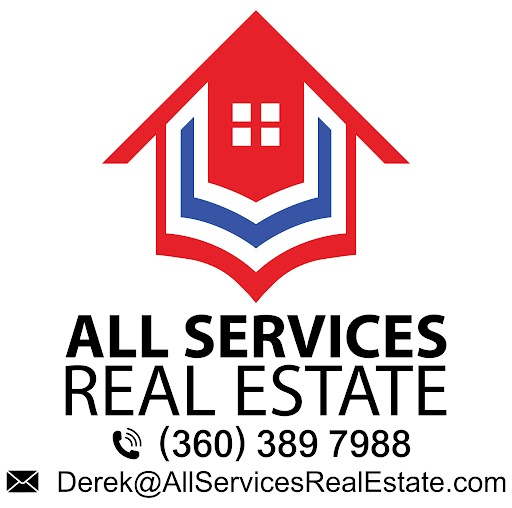 ALL SERVICES
REAL ESTATE
(360) 389 7988
Derek@AllServicesRealEstate.com